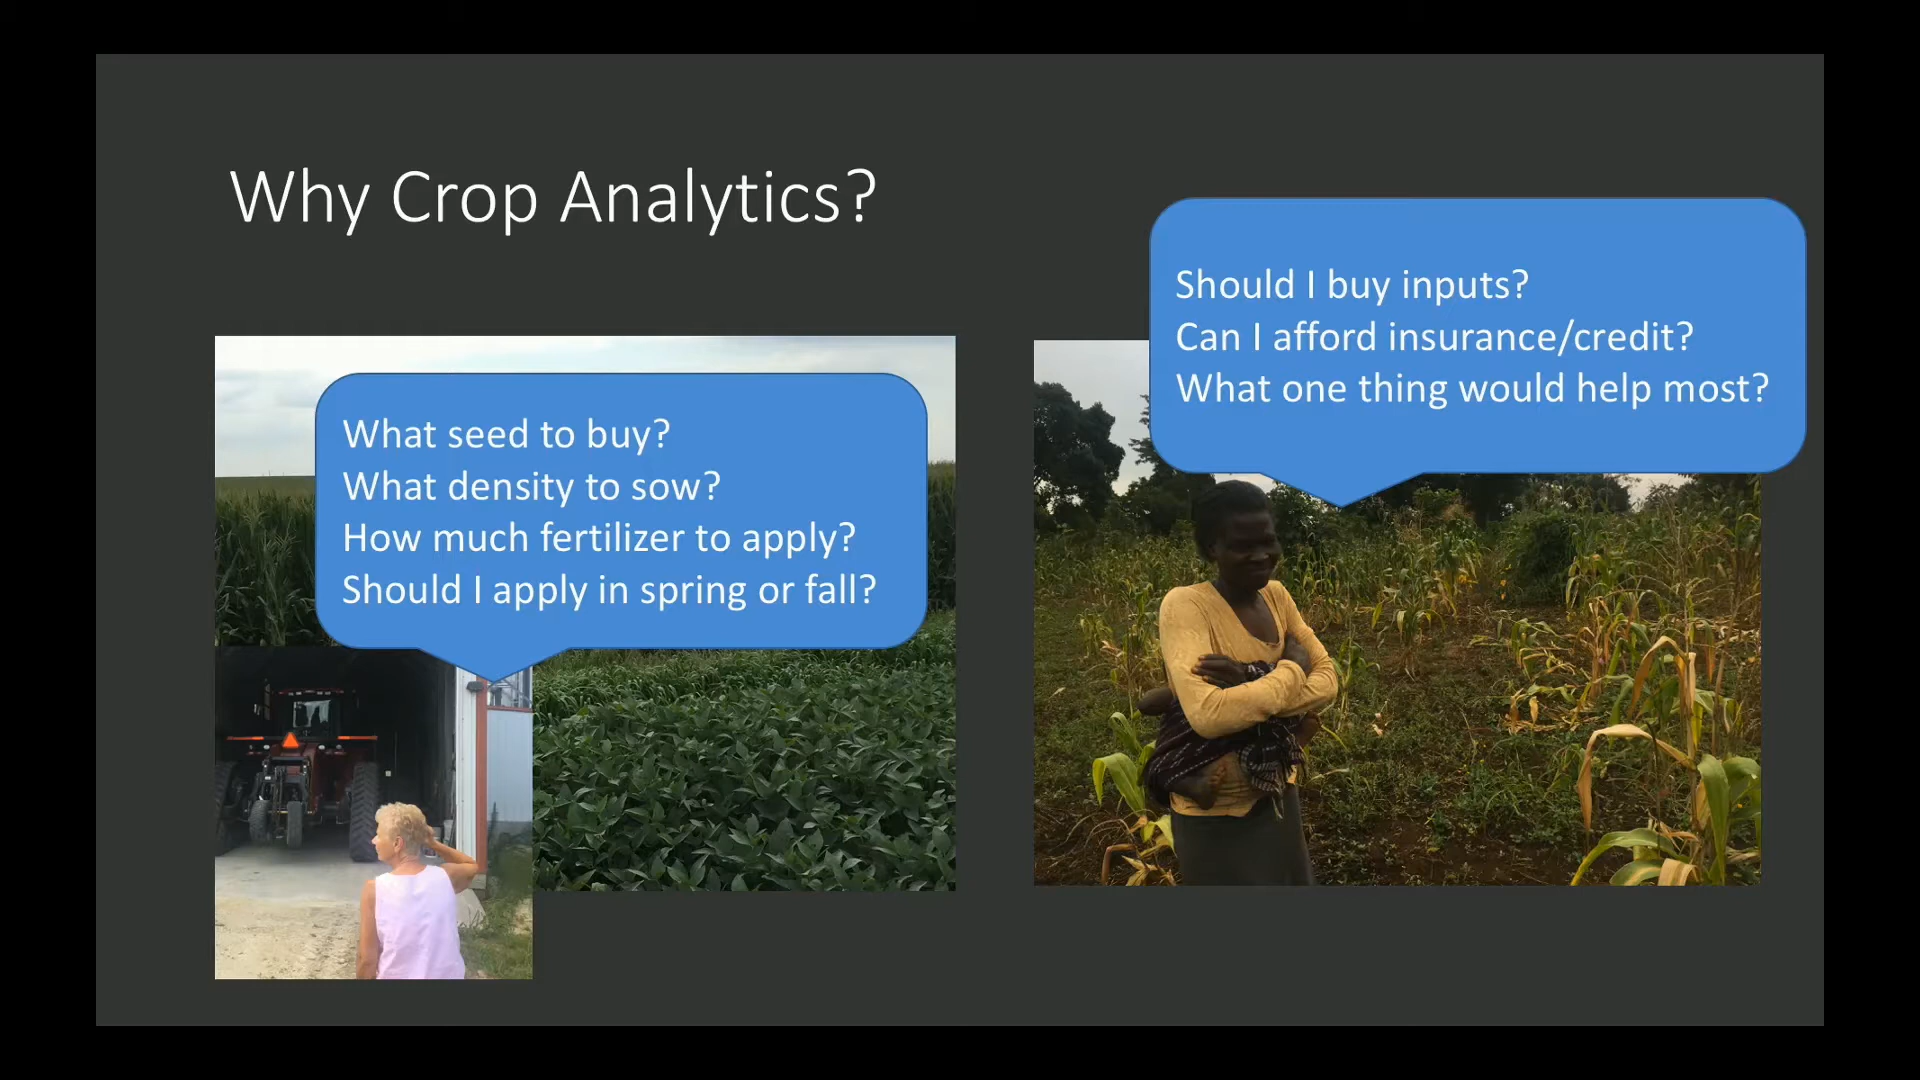 Why Crop Analytics?
What seed to buy?
What density to sow?
How much fertilizer to apply?
Should I apply in spring or fall?
Should I buy inputs?
Can I afford insurance/credit?
What one thing would help most?